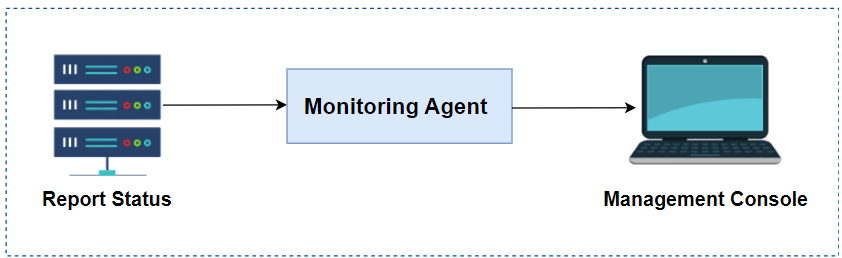 Monitoring Agent
Report Status
Management Console